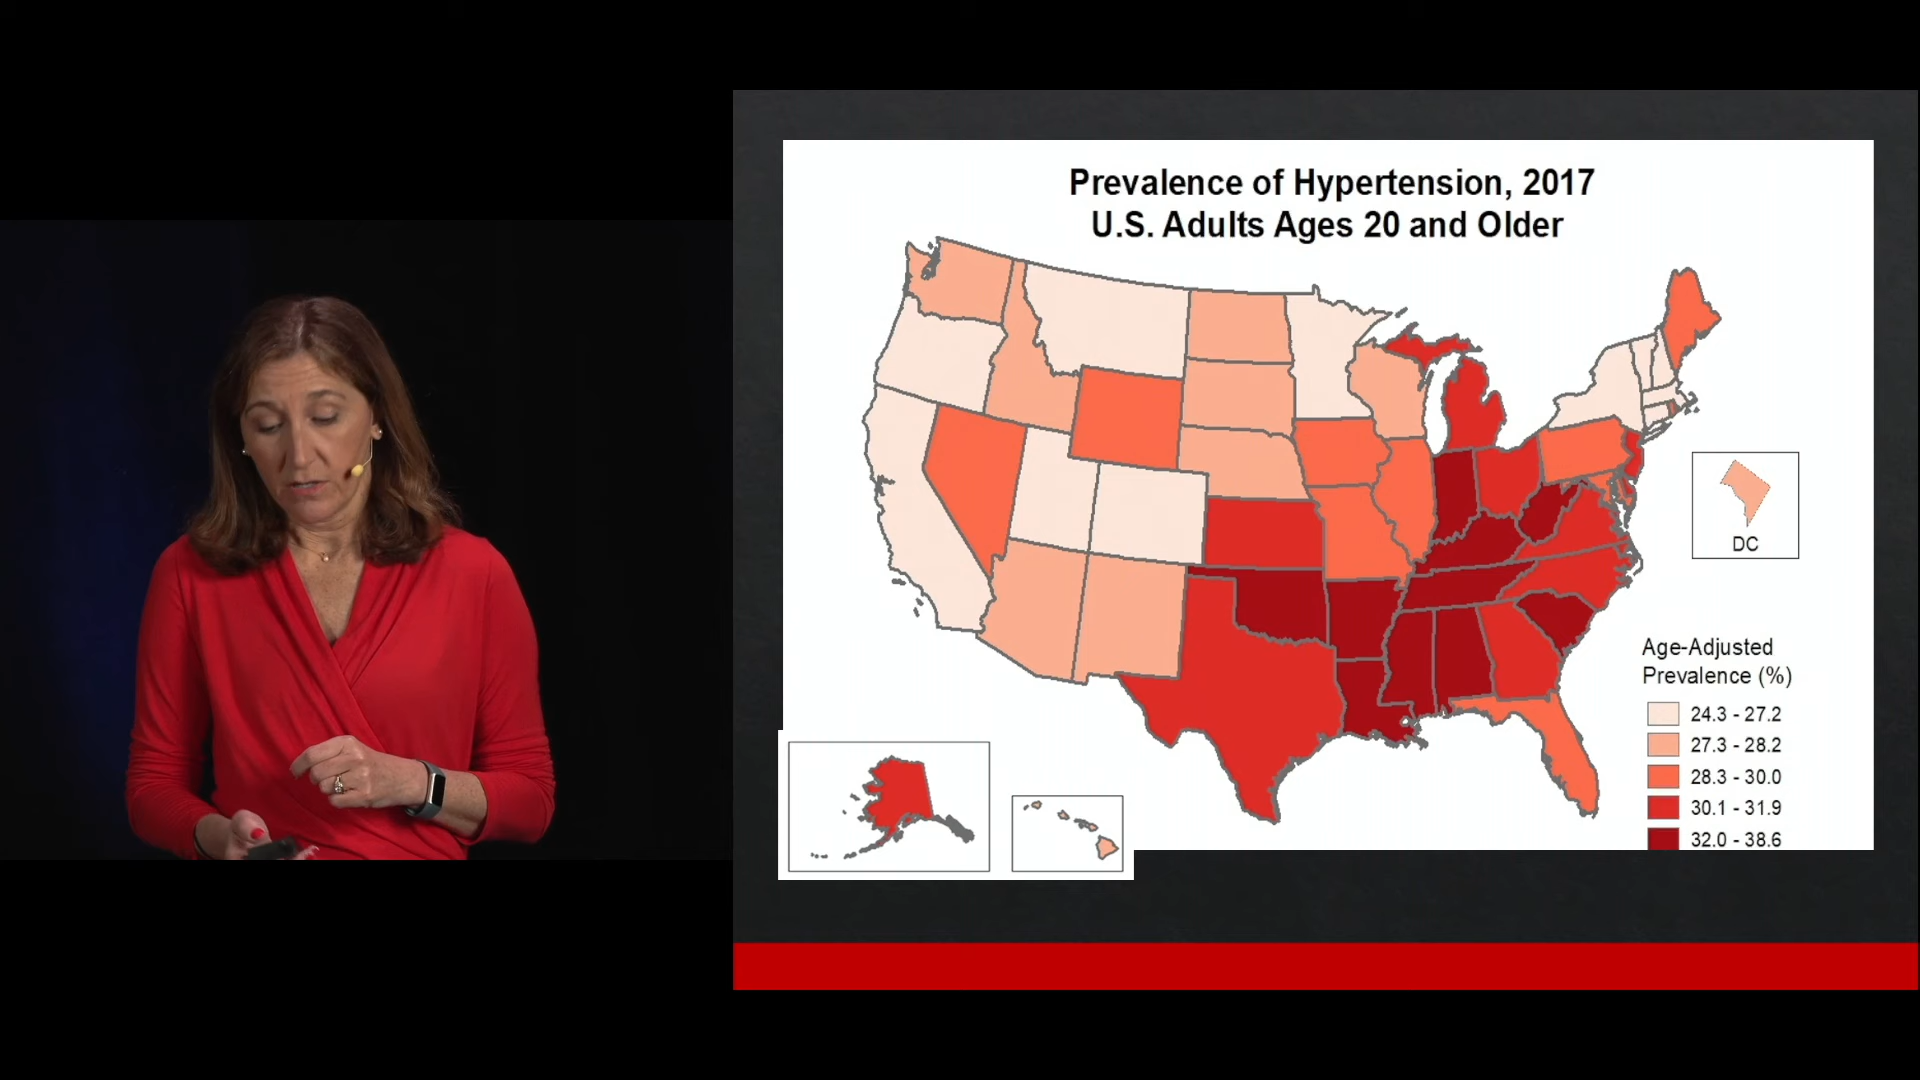 Prevalence of Hypertension, 2017
U.S. Adults Ages 20 and Older
DC
Age-Adjusted
Prevalence (%)
24.3 - 27.2
27.3 - 28.2
28.3 - 30.0
30.1 - 31.9
32.0 - 38.6